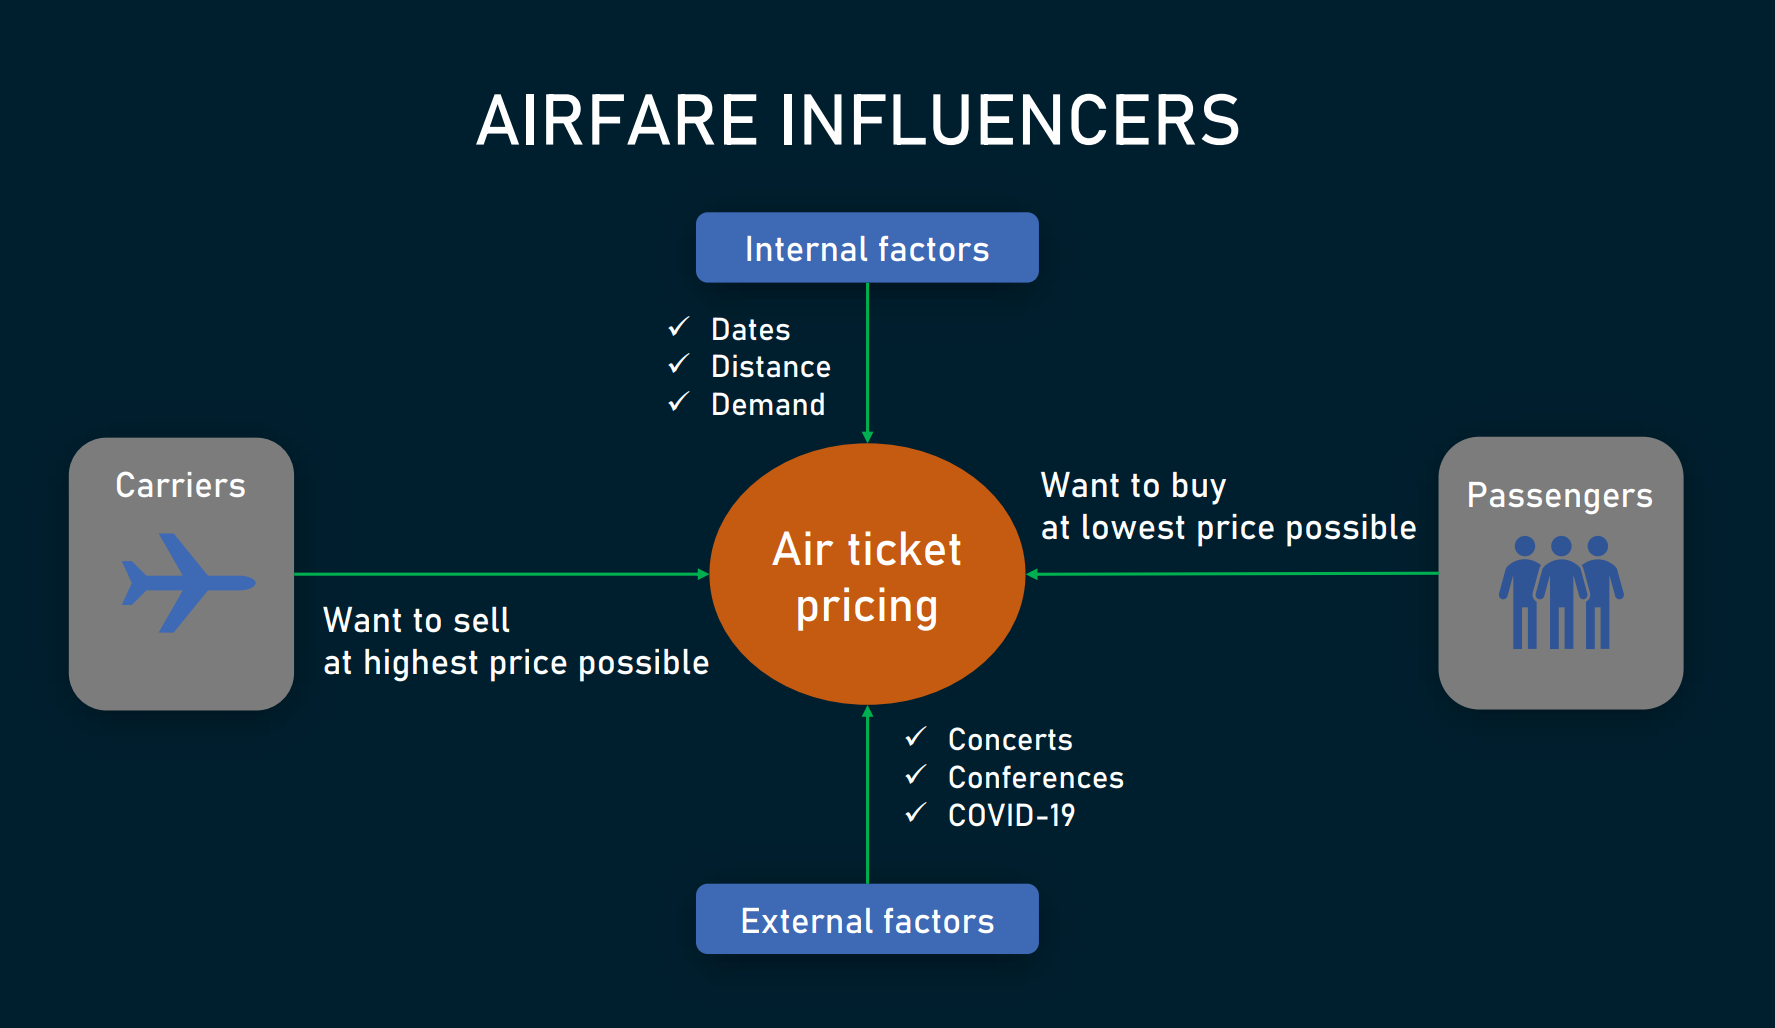 AIRFARE INFLUENCERS
Internal factors
✓ Dates
✓ Distance
✓ Demand
Carriers
Want to sell
at highest price possible
Air ticket
pricing
Want to buy
at lowest price possible
Passengers
✓ Concerts
✓ Conferences
✓ COVID-19
External factors